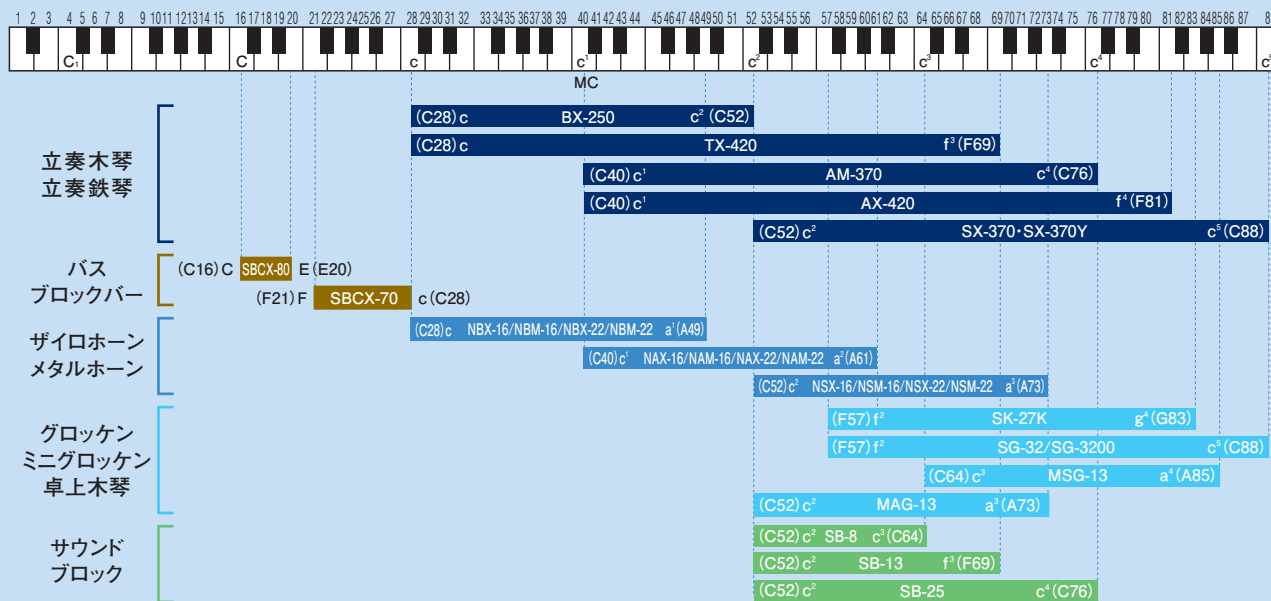 1 2 3 4 5 6 7 8 9 10 11 12 13 14 15 16 17 18 19 20 21 22 23 24 25 26 27 28 29 30 31 32 33 34 35 36 37 38 39 40 41 42 43 44 45 46 47 48 49 50 51 52 53 54 55 56 57 58 59 60 61 62 63 64 65 66 67 68 69 70 71 72 73 74 75 76 77 78 79 80 81 82 83 84 85 86 87 8
C₁ C c c¹ c² c³ c⁴ c⁵
MC
立奏木琴
立奏鉄琴
(C28) c BX-250 c² (C52)
(C28) c TX-420 f³ (F69)
(C40) c¹ AM-370 c⁴ (C76)
(C40) c¹ AX-420 f⁴ (F81)
(C52) c² SX-370・SX-370Y c⁵ (C88)
バス
ブロックバー
(C16) C SBCX-80 E (E20)
(F21) F SBCX-70 c (C28)
ザイロホーン
メタルホーン
(C28) c NBX-16/NBM-16/NBX-22/NBM-22 a¹ (A49)
(C40) c¹ NAX-16/NAM-16/NAX-22/NAM-22 a² (A61)
(C52) c² NSX-16/NSM-16/NSX-22/NSM-22 a³ (A73)
グロッケン
ミニグロッケン
卓上木琴
(F57) f² SK-27K g⁴ (G83)
(F57) f² SG-32/SG-3200 c⁵ (C88)
(C64) c³ MSG-13 a⁴ (A85)
(C52) c² MAG-13 a³ (A73)
サウンド
ブロック
(C52) c² SB-8 c³ (C64)
(C52) c² SB-13 f³ (F69)
(C52) c² SB-25 c⁴ (C76)